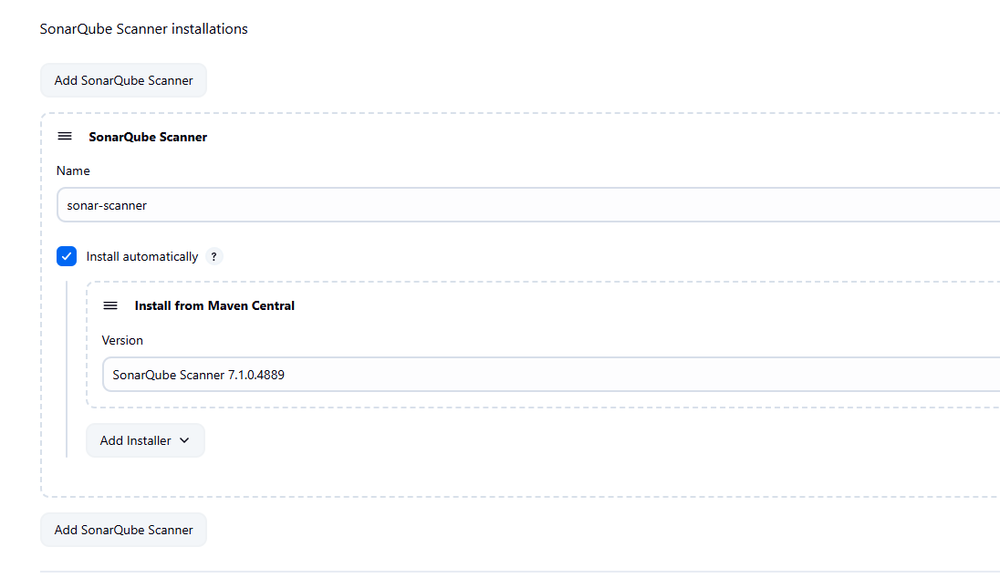 SonarQube Scanner installations
Add SonarQube Scanner
SonarQube Scanner
Name
sonar-scanner
Install automatically ?
Install from Maven Central
Version
SonarQube Scanner 7.1.0.4889
Add Installer
Add SonarQube Scanner